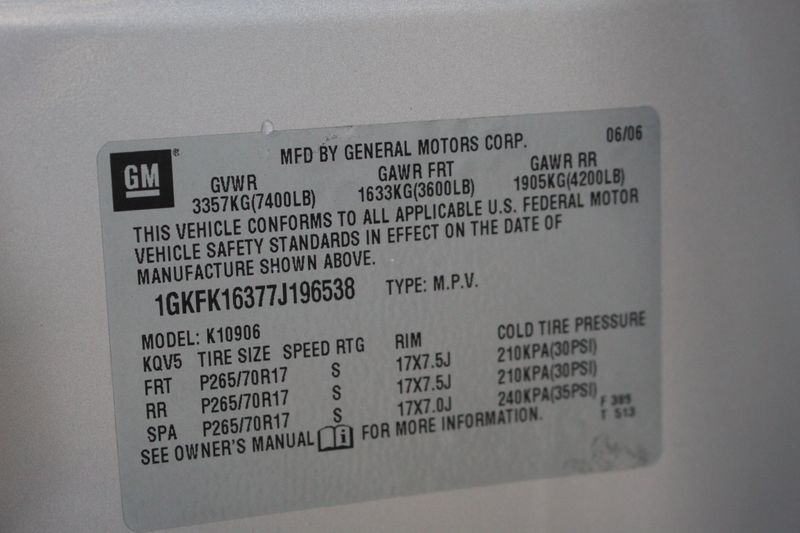 GM ®
MFD BY GENERAL MOTORS CORP. 06/06
GVWR GAWR FRT GAWR RR
3357KG(7400LB) 1633KG(3600LB) 1905KG(4200LB)
THIS VEHICLE CONFORMS TO ALL APPLICABLE U.S. FEDERAL MOTOR
VEHICLE SAFETY STANDARDS IN EFFECT ON THE DATE OF
MANUFACTURE SHOWN ABOVE.
1GKFK16377J196538 TYPE: M.P.V.
MODEL: K10906
KQV5 TIRE SIZE SPEED RTG RIM COLD TIRE PRESSURE
FRT P265/70R17 S 17X7.5J 210KPA(30PSI)
RR P265/70R17 S 17X7.5J 210KPA(30PSI)
SPA P265/70R17 S 17X7.0J 240KPA(35PSI)
F 389
T 513
SEE OWNER'S MANUAL i FOR MORE INFORMATION.